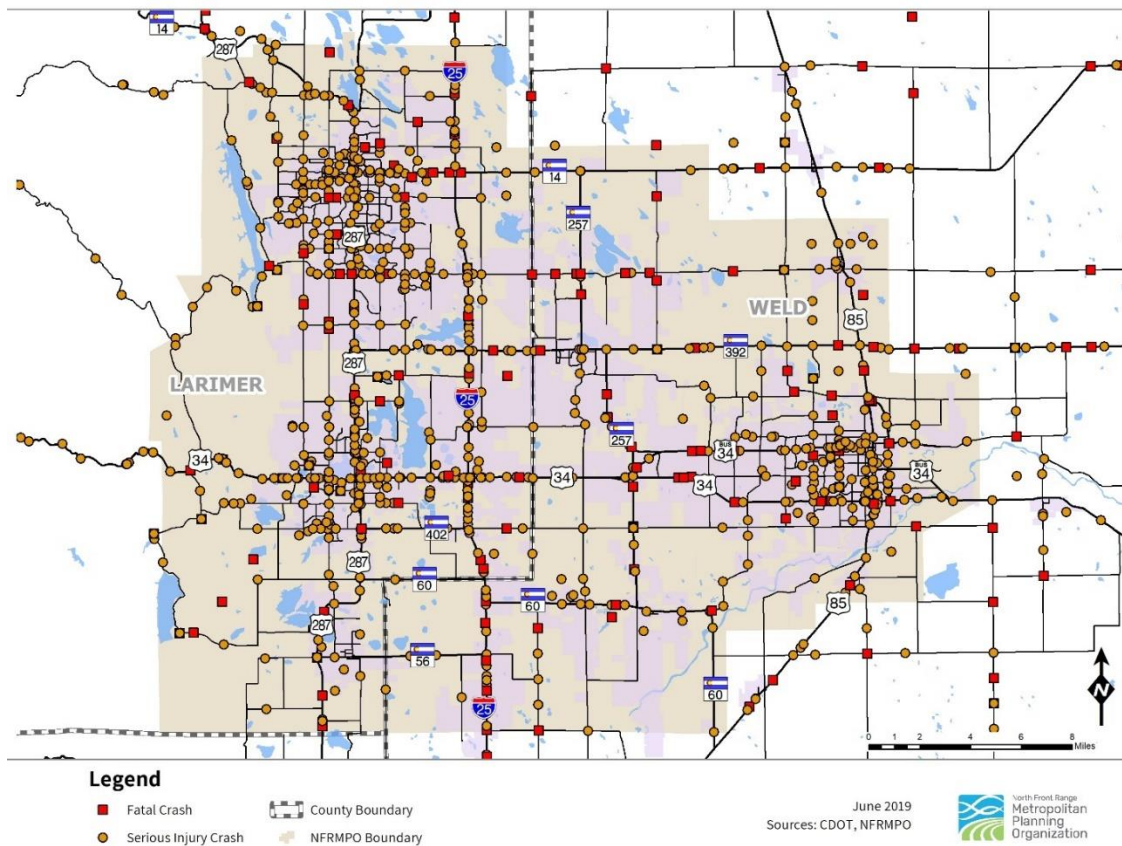 14
287
25
14
257
287
WELD
85
392
287
LARIMER
25
257
BUS
34
34
34
34
BUS
34
402
287
60
60
85
287
56
60
25
N
0 2 4 6 8
Miles
Legend
Fatal Crash
County Boundary
Serious Injury Crash
NFRMPO Boundary
June 2019
Sources: CDOT, NFRMPO
North Front Range
Metropolitan
Planning
Organization